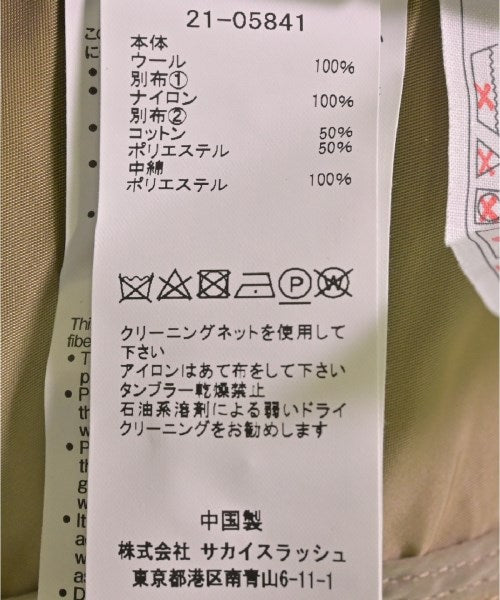 21-05841
本体
ウール 100%
別布①
ナイロン 100%
別布②
コットン 50%
ポリエステル 50%
中綿
ポリエステル 100%
P
W
クリーニングネットを使用して
下さい
アイロンはあて布をして下さい
タンブラー乾燥禁止
石油系溶剤による弱いドライ
クリーニングをお勧めします
中国製
株式会社 サカイスラッシュ
東京都港区南青山6-11-1